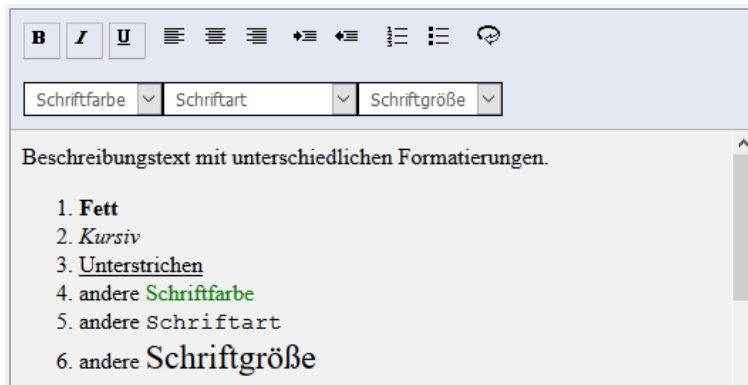 B I U
Schriftfarbe Schriftart Schriftgröße
Beschreibungstext mit unterschiedlichen Formatierungen.
1. Fett
2. Kursiv
3. Unterstrichen
4. andere Schriftfarbe
5. andere Schriftart
6. andere Schriftgröße